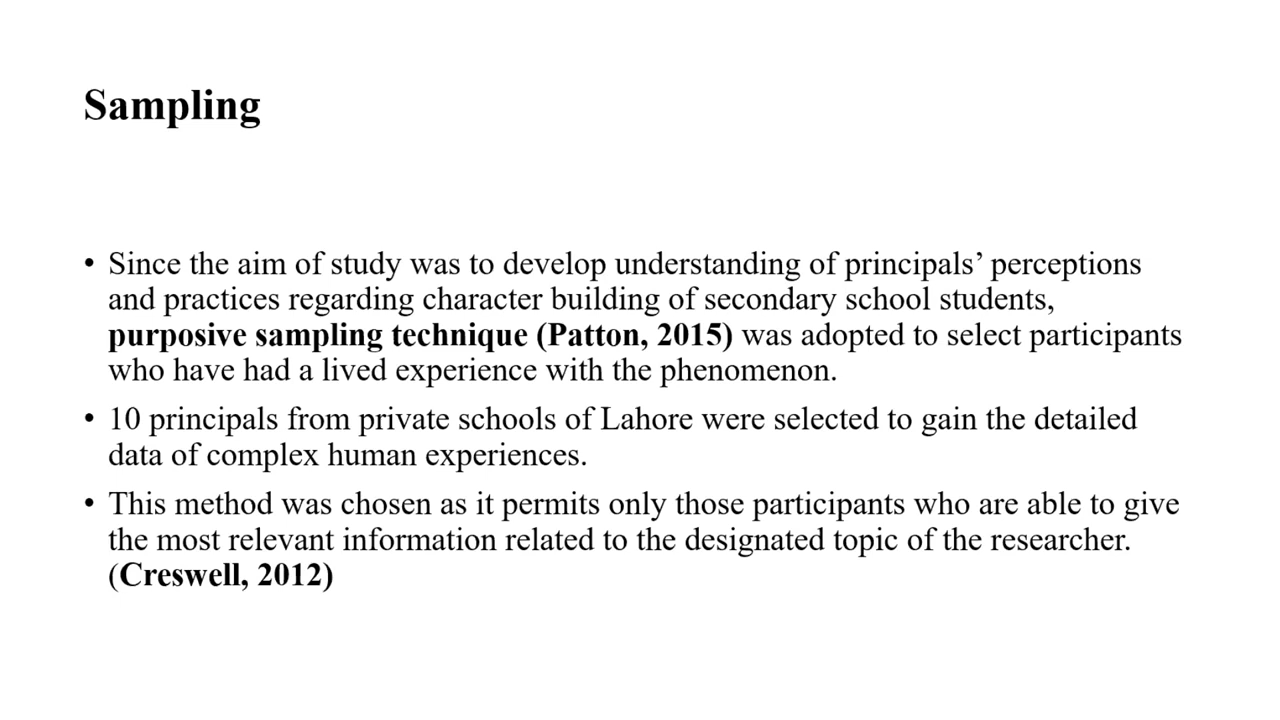 Sampling
• Since the aim of study was to develop understanding of principals’ perceptions
and practices regarding character building of secondary school students,
purposive sampling technique (Patton, 2015) was adopted to select participants
who have had a lived experience with the phenomenon.
• 10 principals from private schools of Lahore were selected to gain the detailed
data of complex human experiences.
• This method was chosen as it permits only those participants who are able to give
the most relevant information related to the designated topic of the researcher.
(Creswell, 2012)